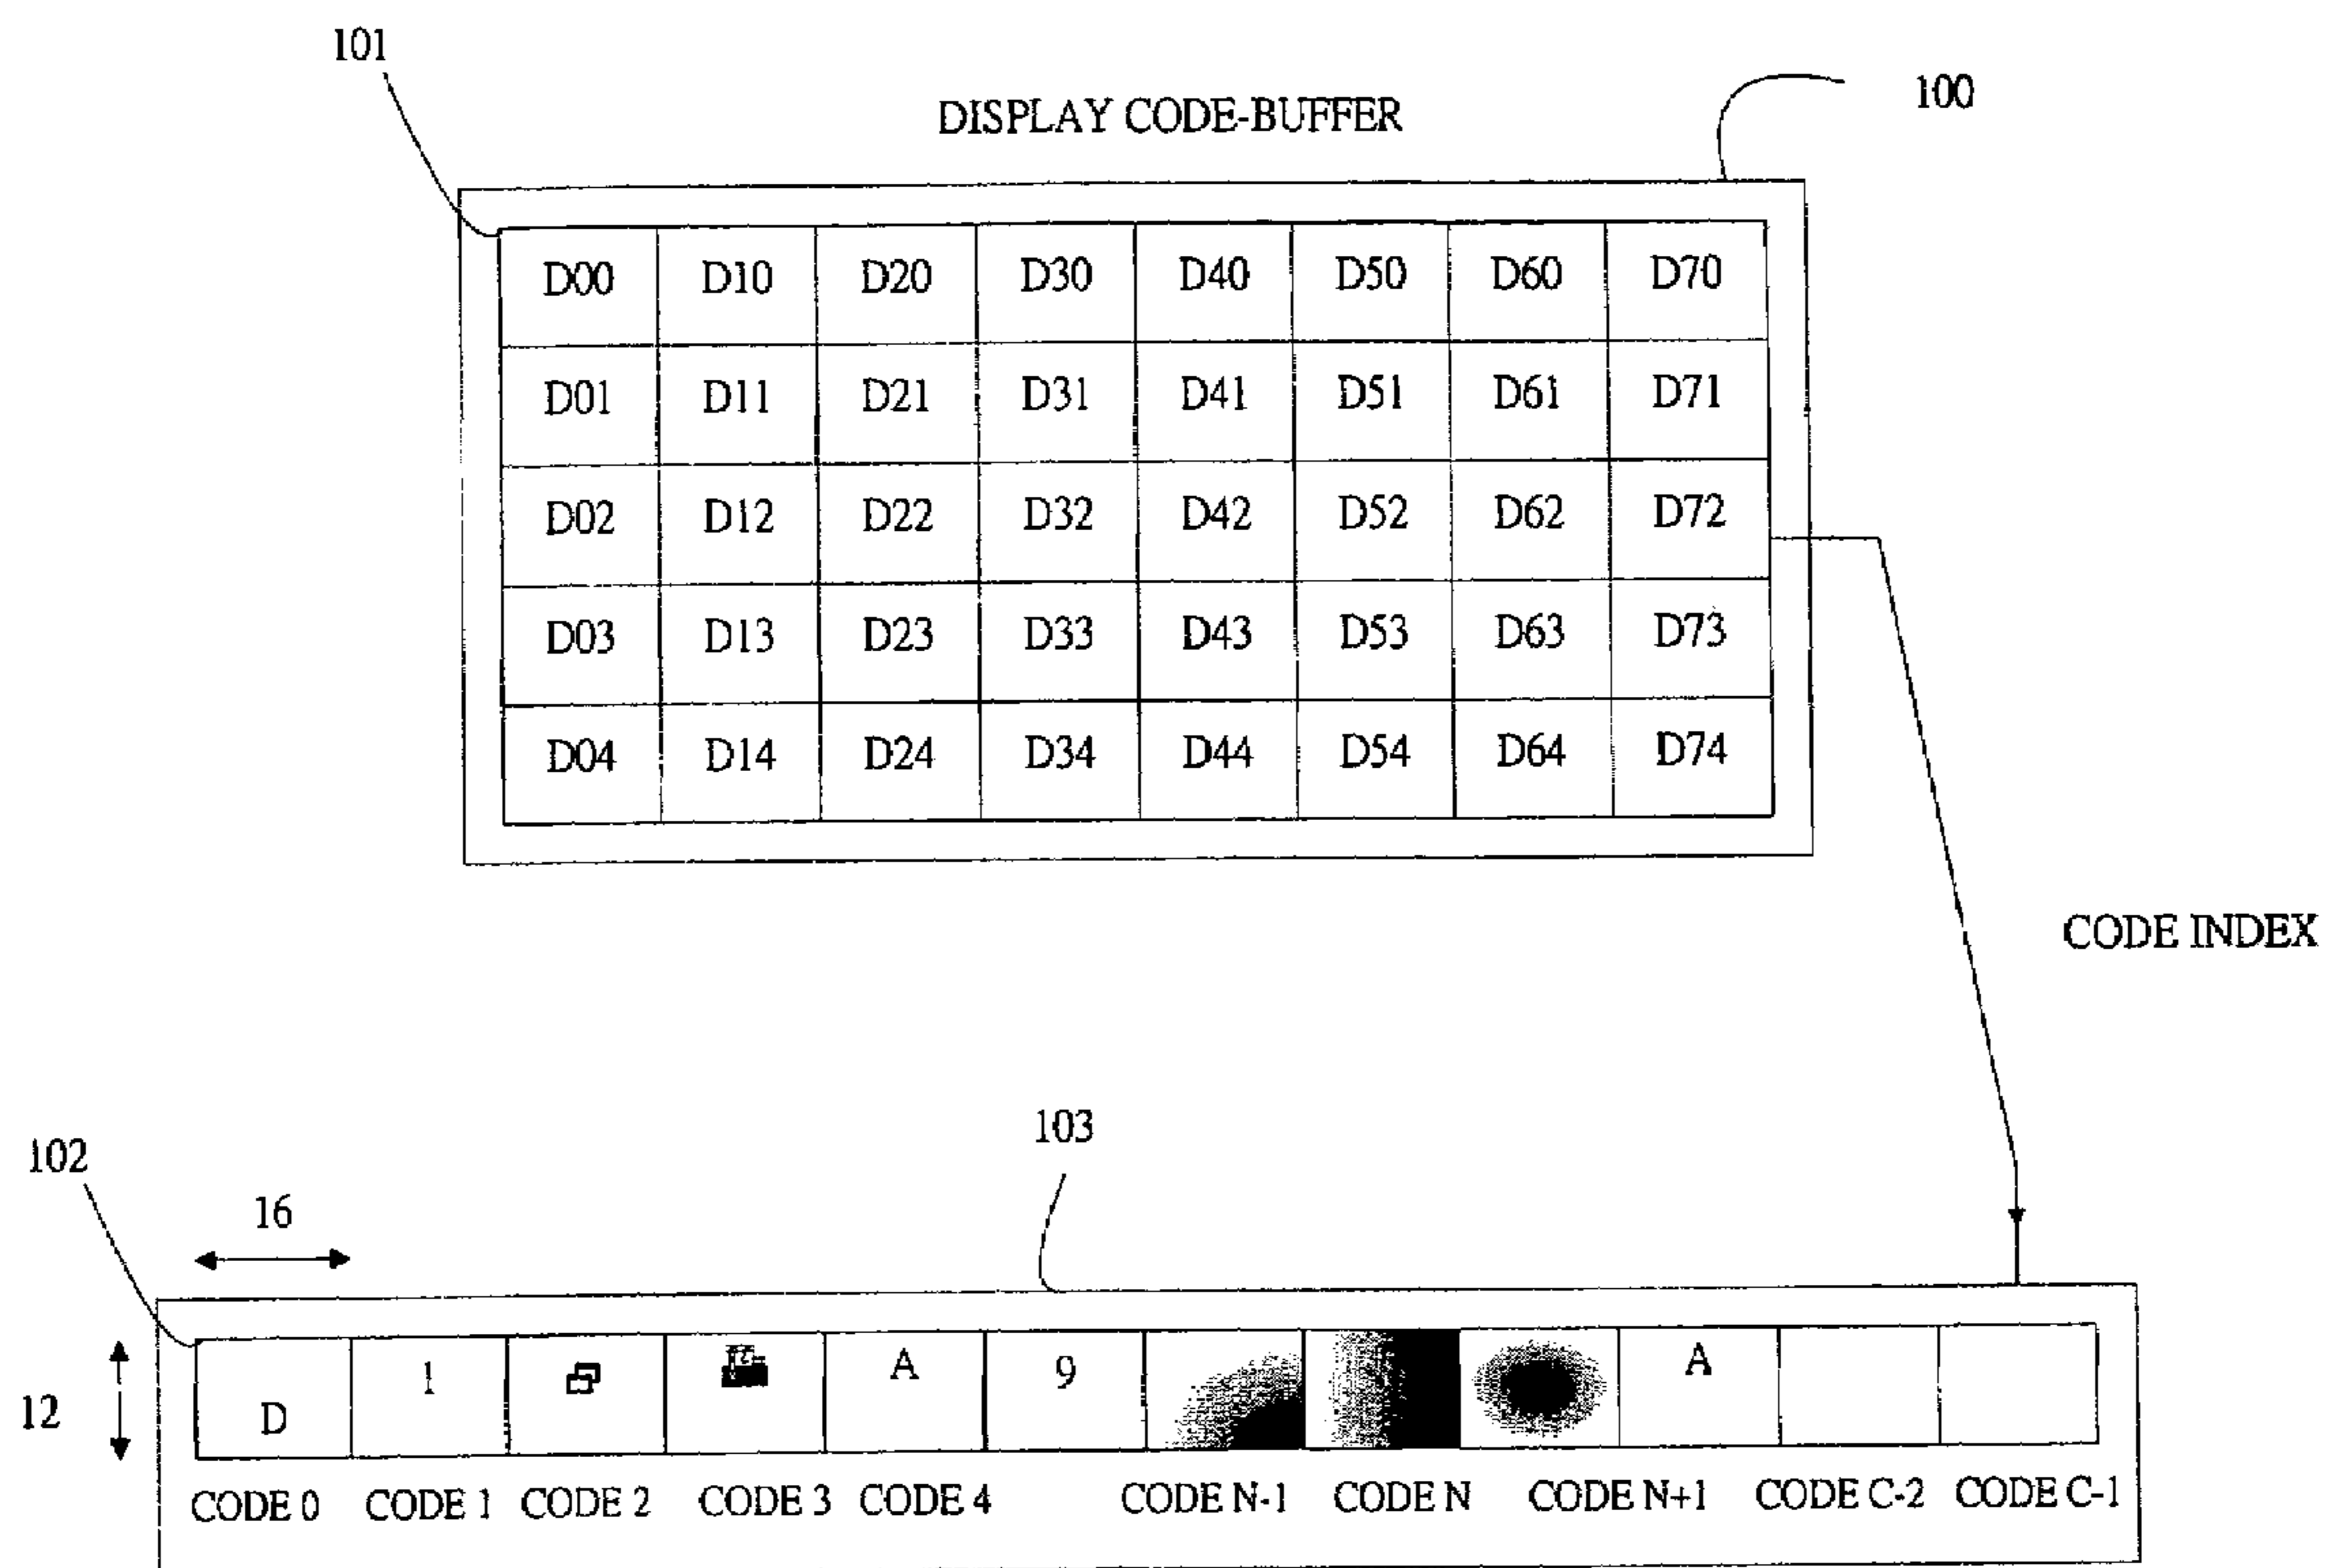 101
100
DISPLAY CODE-BUFFER
D00 D10 D20 D30 D40 D50 D60 D70
D01 D11 D21 D31 D41 D51 D61 D71
D02 D12 D22 D32 D42 D52 D62 D72
D03 D13 D23 D33 D43 D53 D63 D73
D04 D14 D24 D34 D44 D54 D64 D74
CODE INDEX
103
102
16
12
D 1 A 9 A
CODE 0 CODE 1 CODE 2 CODE 3 CODE 4 CODE N-1 CODE N CODE N+1 CODE C-2 CODE C-1